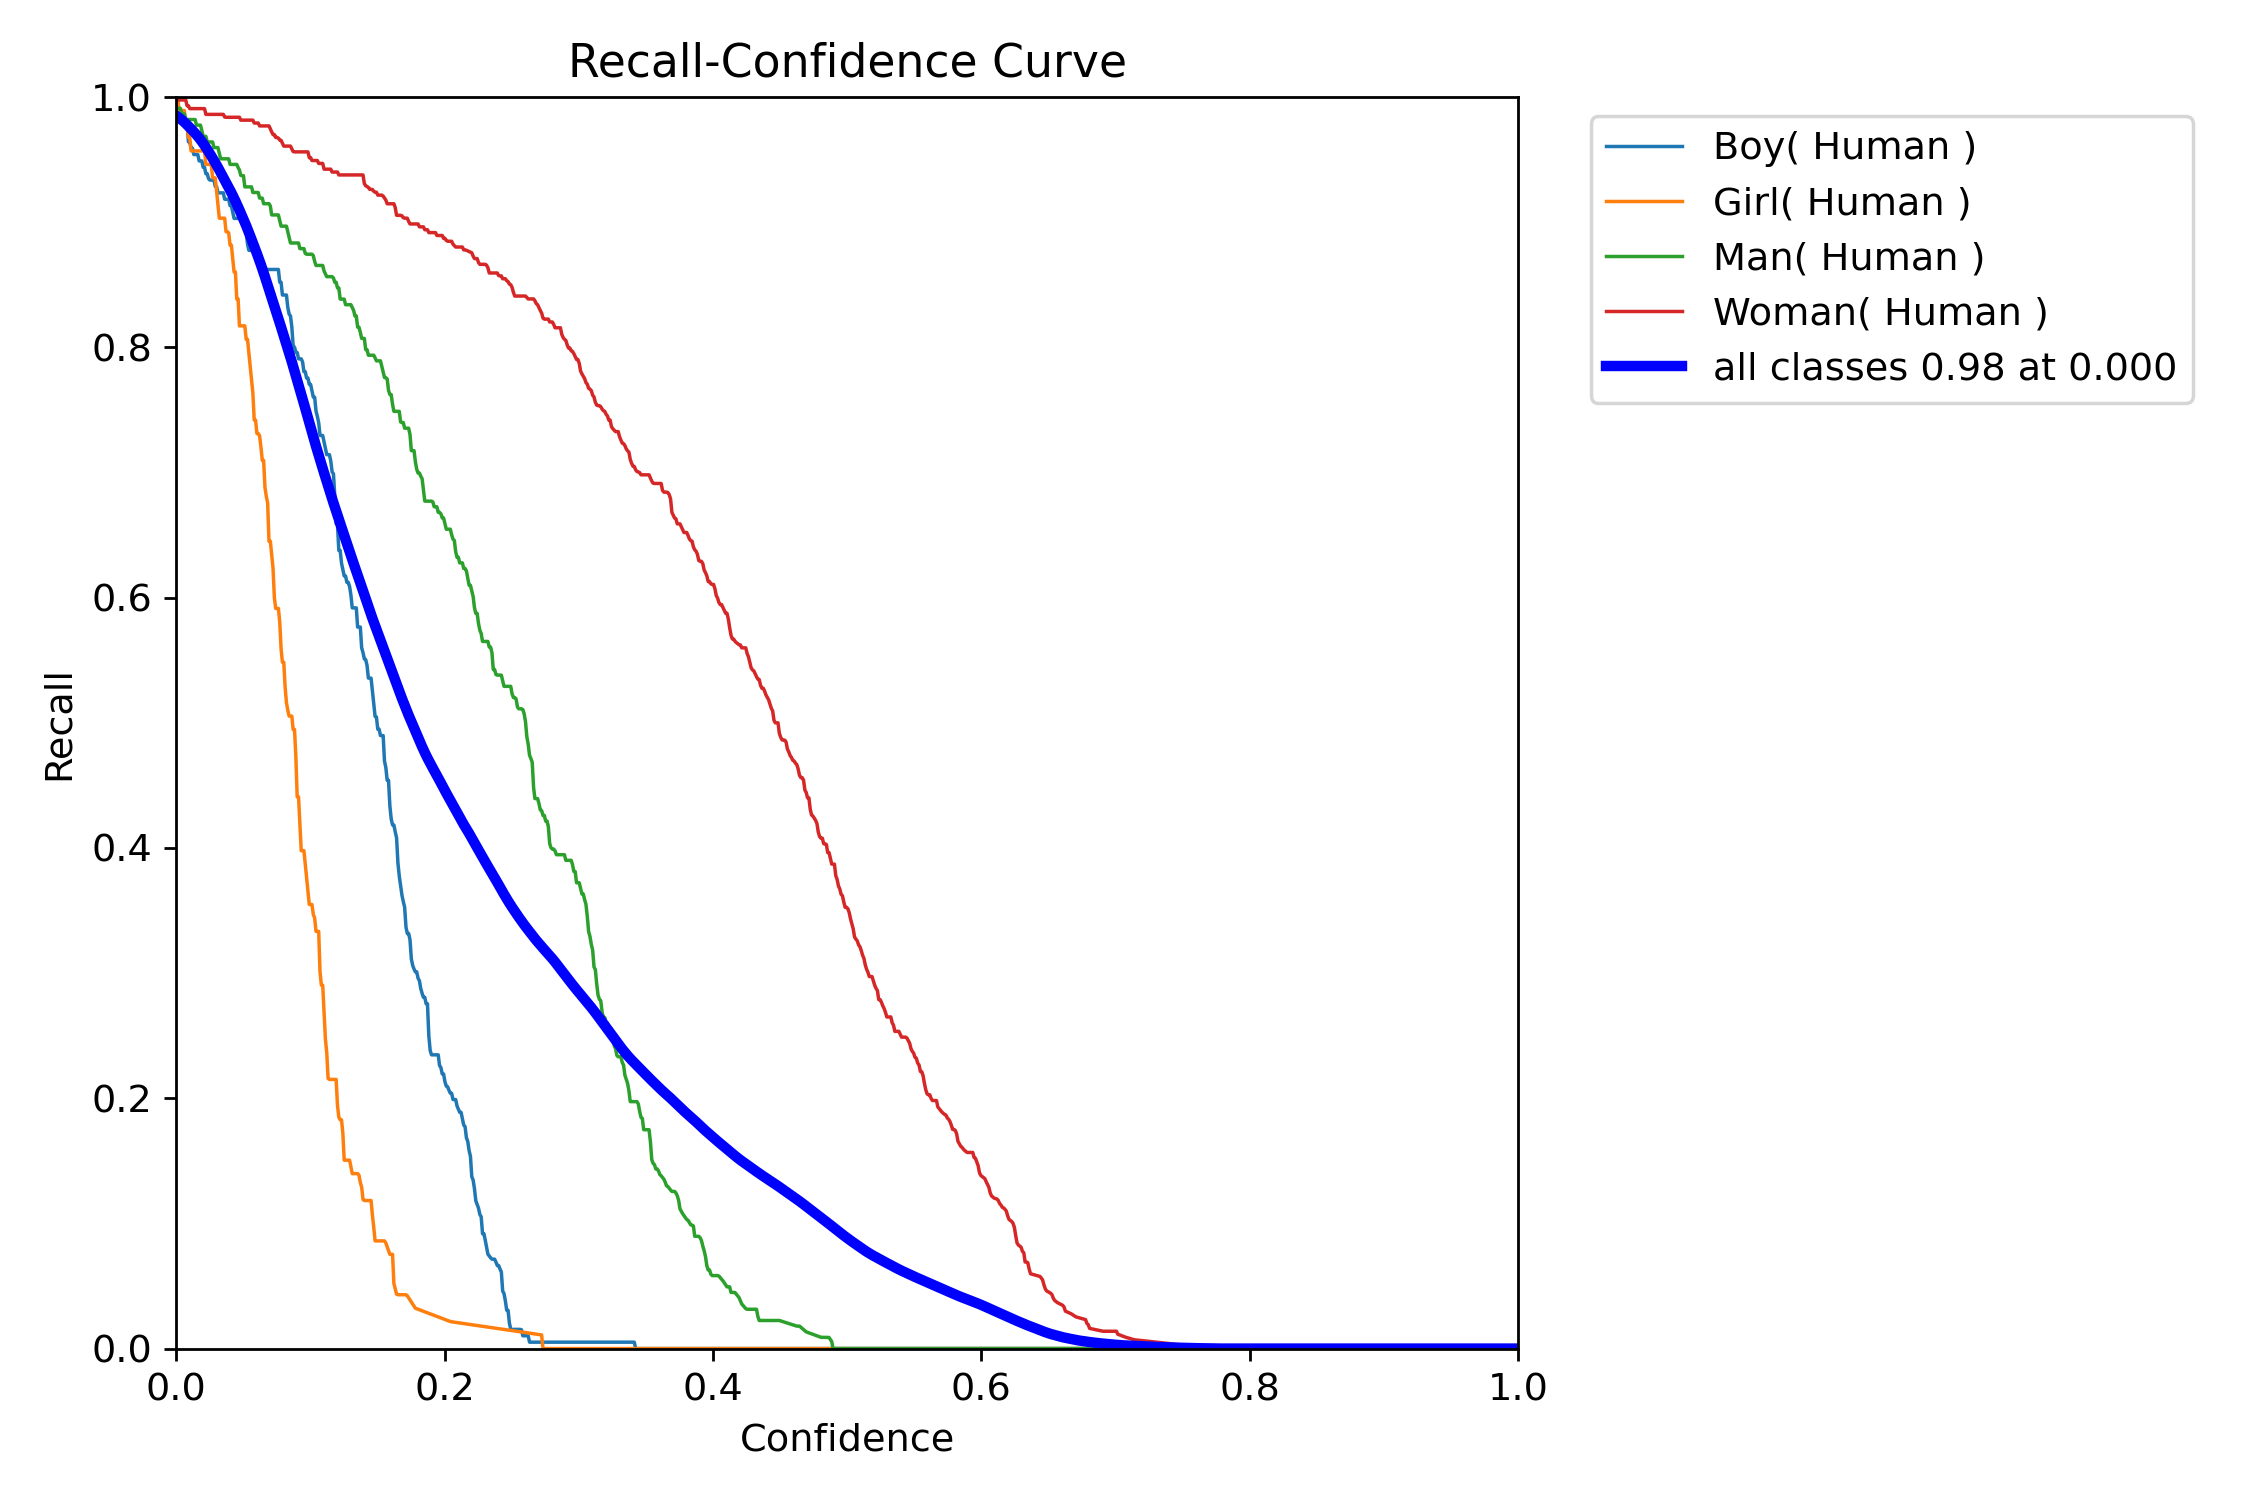 Recall-Confidence Curve
1.0
0.8
0.6
0.4
0.2
0.0
Recall
0.0 0.2 0.4 0.6 0.8 1.0
Confidence
Boy( Human )
Girl( Human )
Man( Human )
Woman( Human )
all classes 0.98 at 0.000